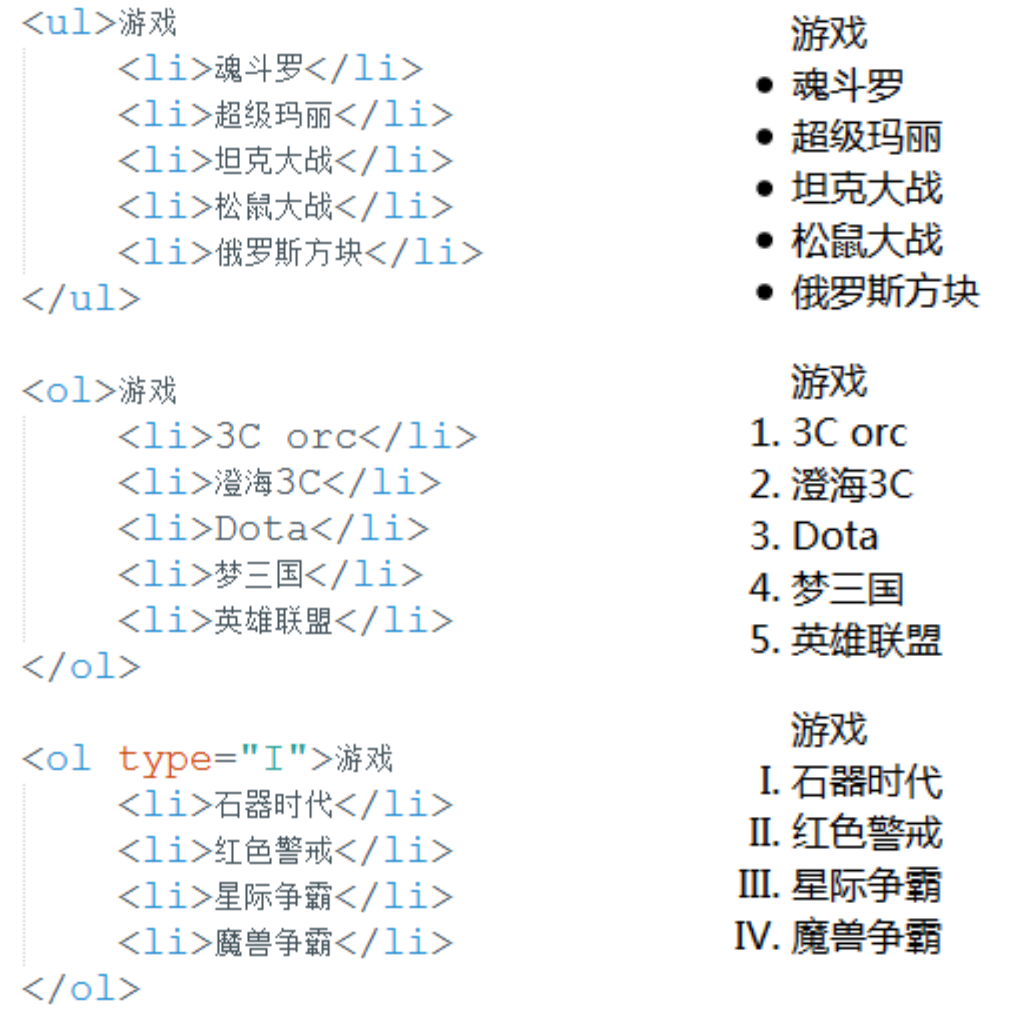 <ul>游戏
<li>魂斗罗</li>
<li>超级玛丽</li>
<li>坦克大战</li>
<li>松鼠大战</li>
<li>俄罗斯方块</li>
</ul>
<ol>游戏
<li>3C orc</li>
<li>澄海3C</li>
<li>Dota</li>
<li>梦三国</li>
<li>英雄联盟</li>
</ol>
<ol type="I">游戏
<li>石器时代</li>
<li>红色警戒</li>
<li>星际争霸</li>
<li>魔兽争霸</li>
</ol>
游戏
• 魂斗罗
• 超级玛丽
• 坦克大战
• 松鼠大战
• 俄罗斯方块
游戏
1. 3C orc
2. 澄海3C
3. Dota
4. 梦三国
5. 英雄联盟
游戏
I. 石器时代
II. 红色警戒
III. 星际争霸
IV. 魔兽争霸